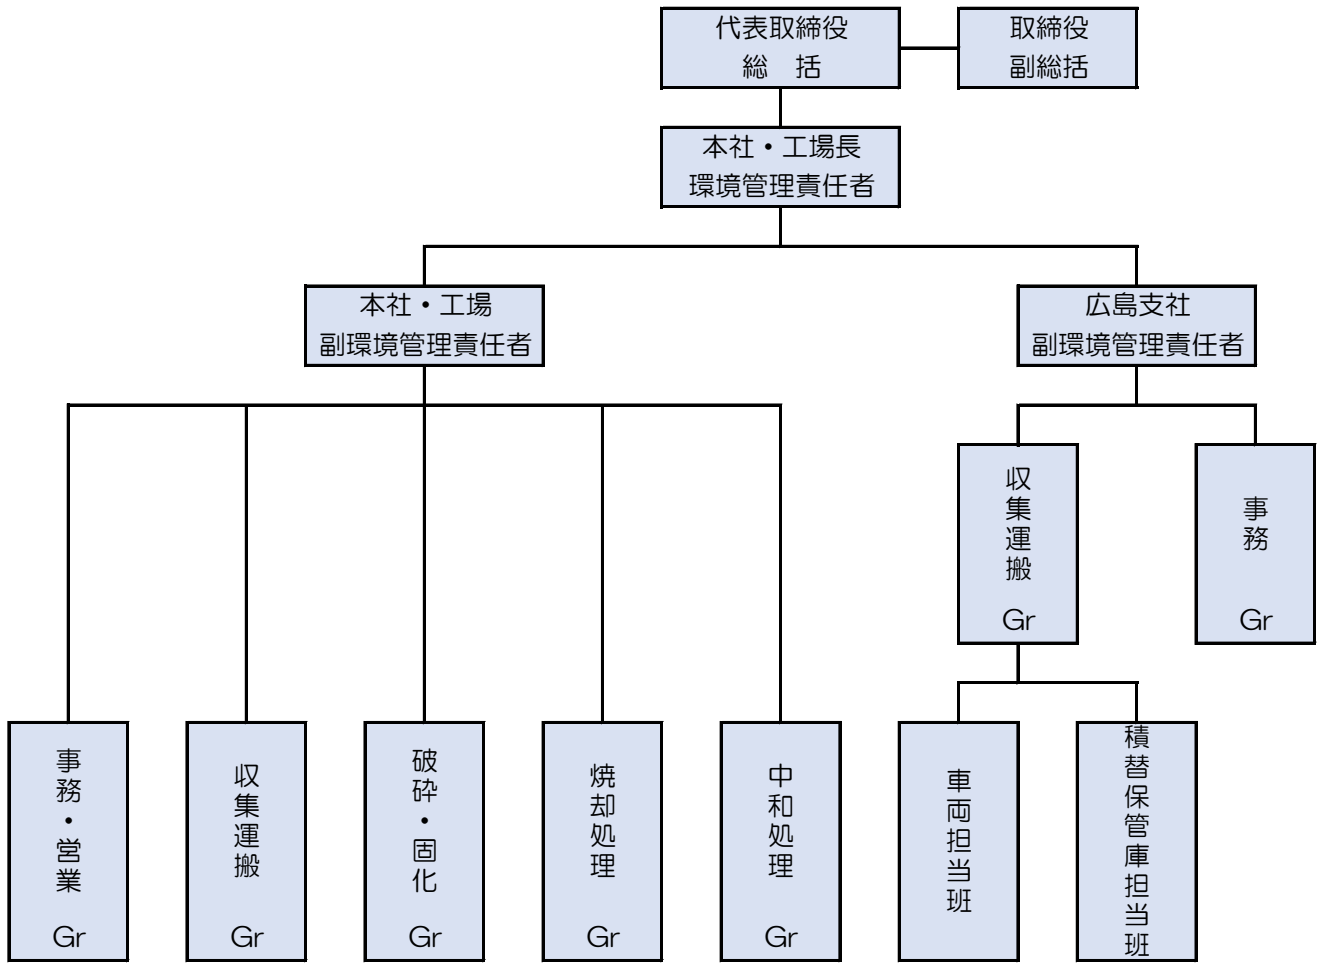 代表取締役
総　括
取締役
副総括
本社・工場長
環境管理責任者
本社・工場
副環境管理責任者
広島支社
副環境管理責任者
収集運搬
Gr
事務
Gr
事務・営業
Gr
収集運搬
Gr
破砕・固化
Gr
焼却処理
Gr
中和処理
Gr
車両担当班
積替保管庫担当班